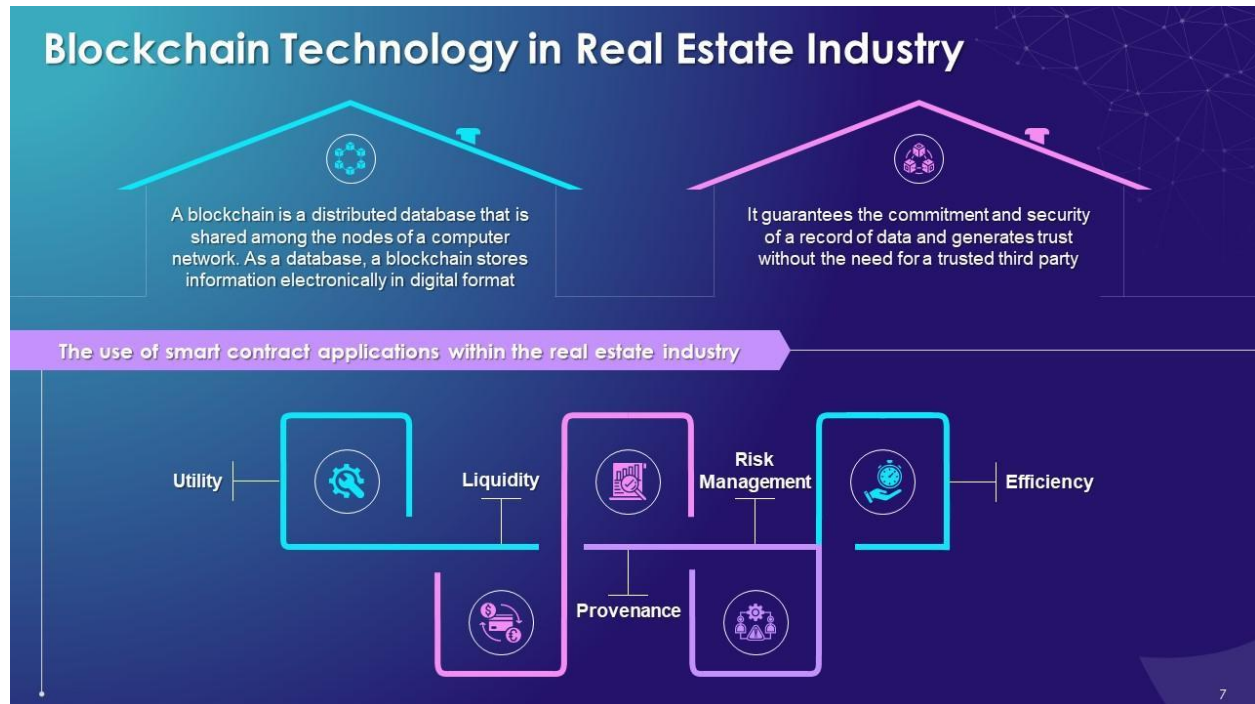 Blockchain Technology in Real Estate Industry
A blockchain is a distributed database that is
shared among the nodes of a computer
network. As a database, a blockchain stores
information electronically in digital format
It guarantees the commitment and security
of a record of data and generates trust
without the need for a trusted third party
The use of smart contract applications within the real estate industry
Utility
Liquidity
Provenance
Risk
Management
Efficiency
7